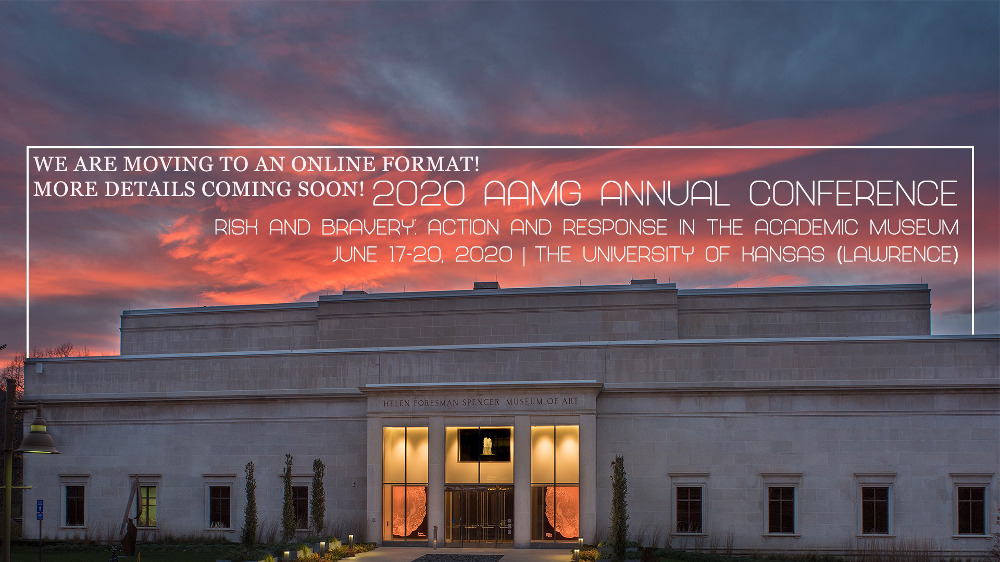 WE ARE MOVING TO AN ONLINE FORMAT!
MORE DETAILS COMING SOON!
2020 AAMG ANNUAL CONFERENCE
RISK AND BRAVERY: ACTION AND RESPONSE IN THE ACADEMIC MUSEUM
JUNE 17-20, 2020 | THE UNIVERSITY OF KANSAS (LAWRENCE)
HELEN FORESMAN SPENCER MUSEUM OF ART